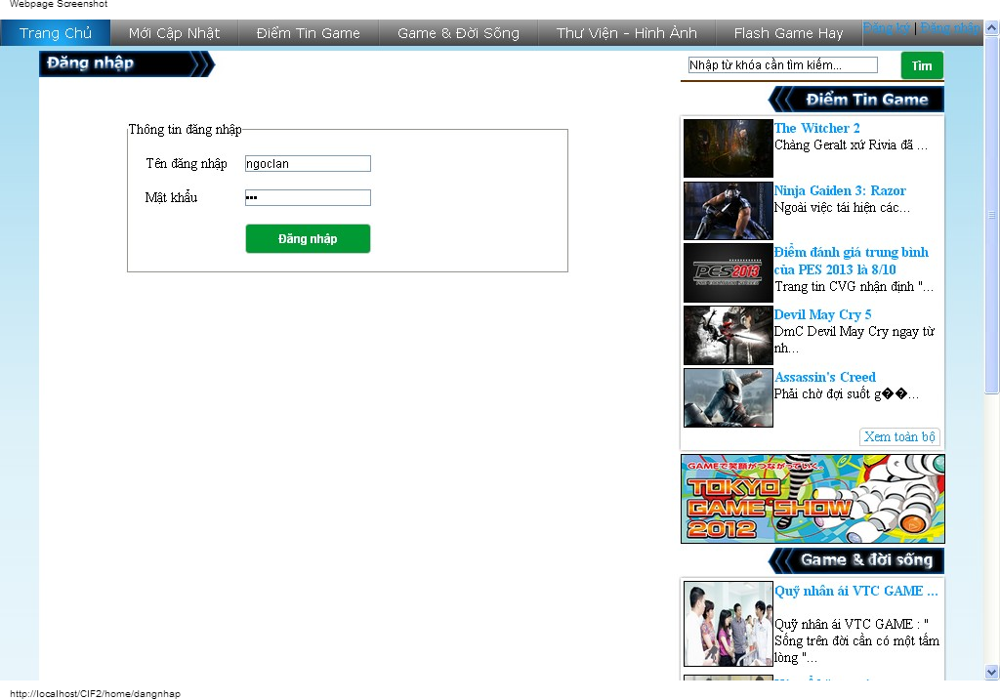 Webpage Screenshot
Trang Chủ Mới Cập Nhật Điểm Tin Game Game & Đời Sống Thư Viện - Hình Ảnh Flash Game Hay Đăng ký | Đăng nhập
Đăng nhập
Nhập từ khóa cần tìm kiếm... Tìm
Thông tin đăng nhập
Tên đăng nhập ngoclan
Mật khẩu •••
Đăng nhập
Điểm Tin Game
The Witcher 2
Chàng Geralt xứ Rivia đã ...
Ninja Gaiden 3: Razor
Ngoài việc tái hiện các...
Điểm đánh giá trung bình
của PES 2013 là 8/10
Trang tin CVG nhận định "...
PES2013
Devil May Cry 5
DmC Devil May Cry ngay từ
nh...
Assassin's Creed
Phải chờ đợi suốt g��...
Xem toàn bộ
GAMEで笑顔がつながっていく。
TOKYO
GAME SHOW
2012
Game & đời sống
Quỹ nhân ái VTC GAME ...
Quỹ nhân ái VTC GAME : "
Sống trên đời cần có một tấm
lòng "...
http://localhost/CIF2/home/dangnhap